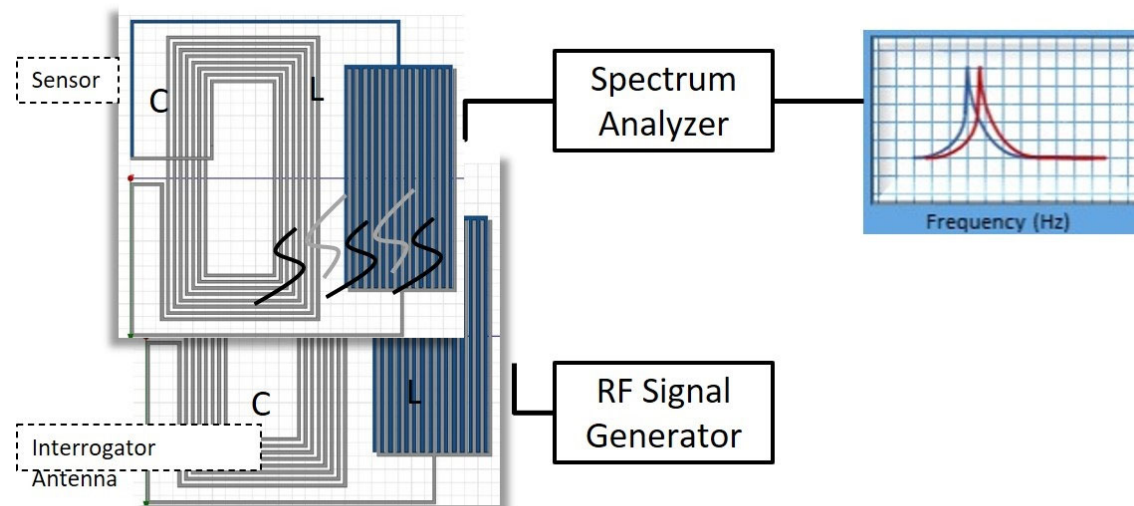 Sensor
C
L
Spectrum
Analyzer
Frequency (Hz)
C
L
RF Signal
Generator
Interrogator
Antenna